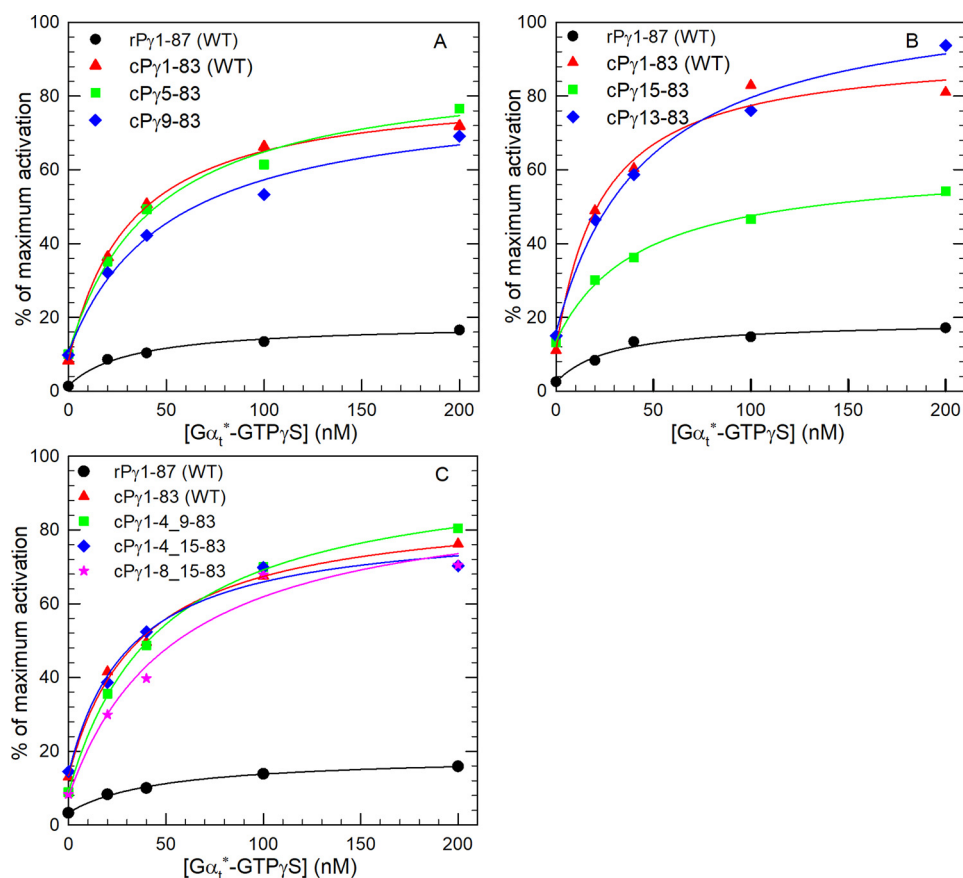 A
rPγ1-87 (WT)
cPγ1-83 (WT)
cPγ5-83
cPγ9-83
% of maximum activation
100
80
60
40
20
0
0 50 100 150 200
[Gαt*-GTPγS] (nM)
B
rPγ1-87 (WT)
cPγ1-83 (WT)
cPγ15-83
cPγ13-83
% of maximum activation
100
80
60
40
20
0
0 50 100 150 200
[Gαt*-GTPγS] (nM)
C
rPγ1-87 (WT)
cPγ1-83 (WT)
cPγ1-4_9-83
cPγ1-4_15-83
cPγ1-8_15-83
% of maximum activation
100
80
60
40
20
0
0 50 100 150 200
[Gαt*-GTPγS] (nM)